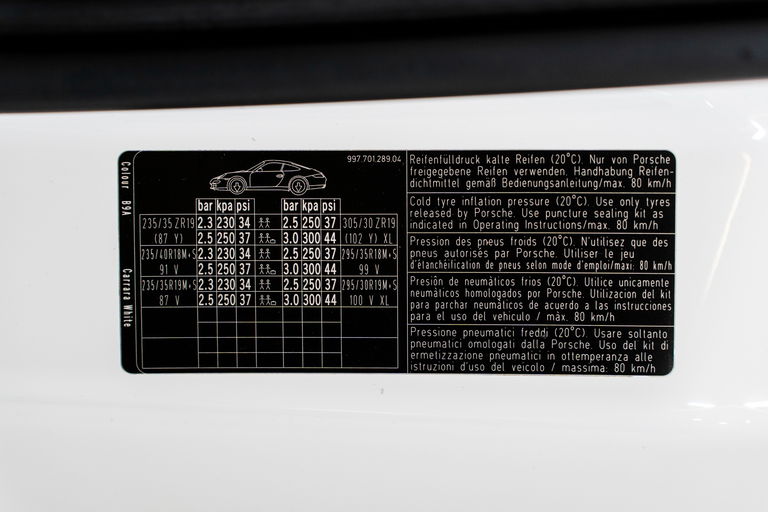 Colour B9A
Carrara White
997.701.289.04
bar kpa psi bar kpa psi
235/35 ZR19 2.3 230 34 2.5 250 37 305/30 ZR19
(87 Y) 2.5 250 37 3.0 300 44 (102 Y) XL
235/40R18M+S 2.3 230 34 2.5 250 37 295/35R18M+S
91 V 2.5 250 37 3.0 300 44 99 V
235/35R19M+S 2.3 230 34 2.5 250 37 295/30R19M+S
87 V 2.5 250 37 3.0 300 44 100 V XL
Reifenfülldruck kalte Reifen (20°C). Nur von Porsche
freigegebene Reifen verwenden. Handhabung Reifen-
dichtmittel gemäß Bedienungsanleitung/max. 80 km/h
Cold tyre inflation pressure (20°C). Use only tyres
released by Porsche. Use puncture sealing kit as
indicated in Operating Instructions/max. 80 km/h
Pression des pneus froids (20°C). N'utilisez que des
pneus autorisés par Porsche. Utiliser le jeu
d'étanchéification de pneus selon mode d'emploi/maxi: 80 km/h
Presión de neumáticos frios (20°C). Utilice unicamente
neumáticos homologados por Porsche. Utilizacion del kit
para parchar neumáticos de acuerdo a las instrucciones
para el uso del vehiculo / máx. 80 km/h
Pressione pneumatici freddi (20°C). Usare soltanto
pneumatici omologati dalla Porsche. Uso del kit di
ermetizzazione pneumatici in ottemperanza alle
istruzioni d'uso del veicolo / massima: 80 km/h